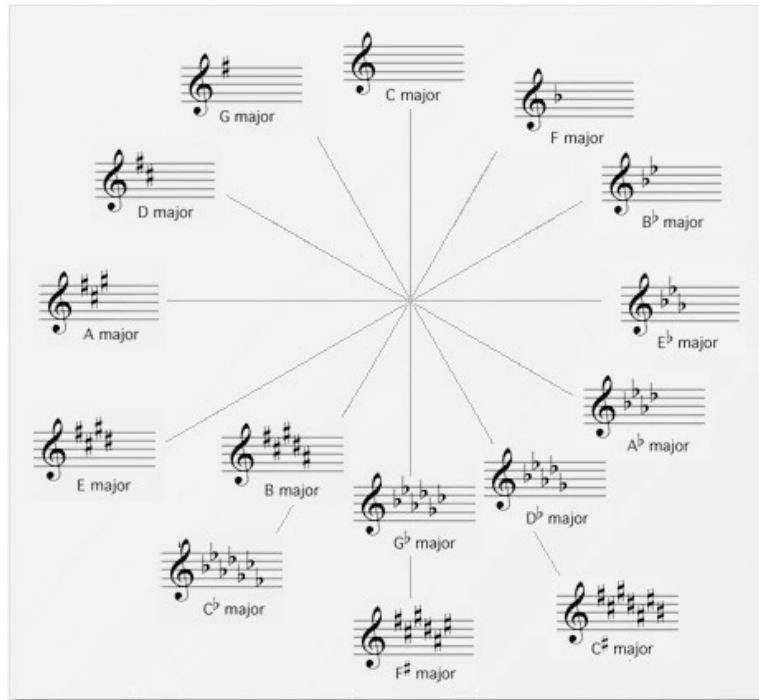 C major
G major
F major
D major
B♭ major
A major
E♭ major
A♭ major
E major
B major
D♭ major
G♭ major
C♭ major
C♯ major
F♯ major